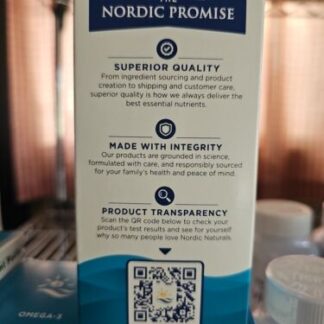 THE
NORDIC PROMISE
SUPERIOR QUALITY
From ingredient sourcing and product
creation to shipping and customer care,
superior quality is how we always deliver the
best essential nutrients.
MADE WITH INTEGRITY
Our products are grounded in science,
formulated with care, and responsibly sourced
for your family's health and peace of mind.
PRODUCT TRANSPARENCY
Scan the QR code below to check your
product's test results and see for yourself
why so many people love Nordic Naturals.
OMEGA-3